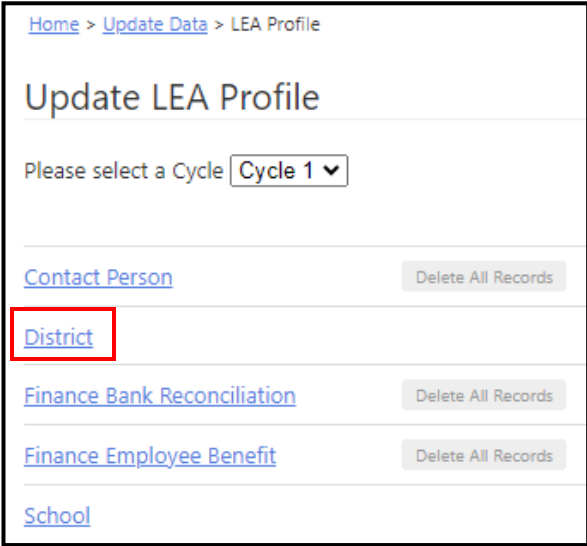 Home > Update Data > LEA Profile
Update LEA Profile
Please select a Cycle Cycle 1
Contact Person Delete All Records
District
Finance Bank Reconciliation Delete All Records
Finance Employee Benefit Delete All Records
School